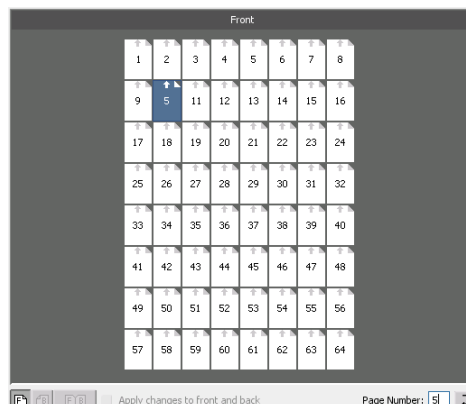 Front
1 2 3 4 5 6 7 8
9 5 11 12 13 14 15 16
17 18 19 20 21 22 23 24
25 26 27 28 29 30 31 32
33 34 35 36 37 38 39 40
41 42 43 44 45 46 47 48
49 50 51 52 53 54 55 56
57 58 59 60 61 62 63 64
F B F B Apply changes to front and back Page Number: 5